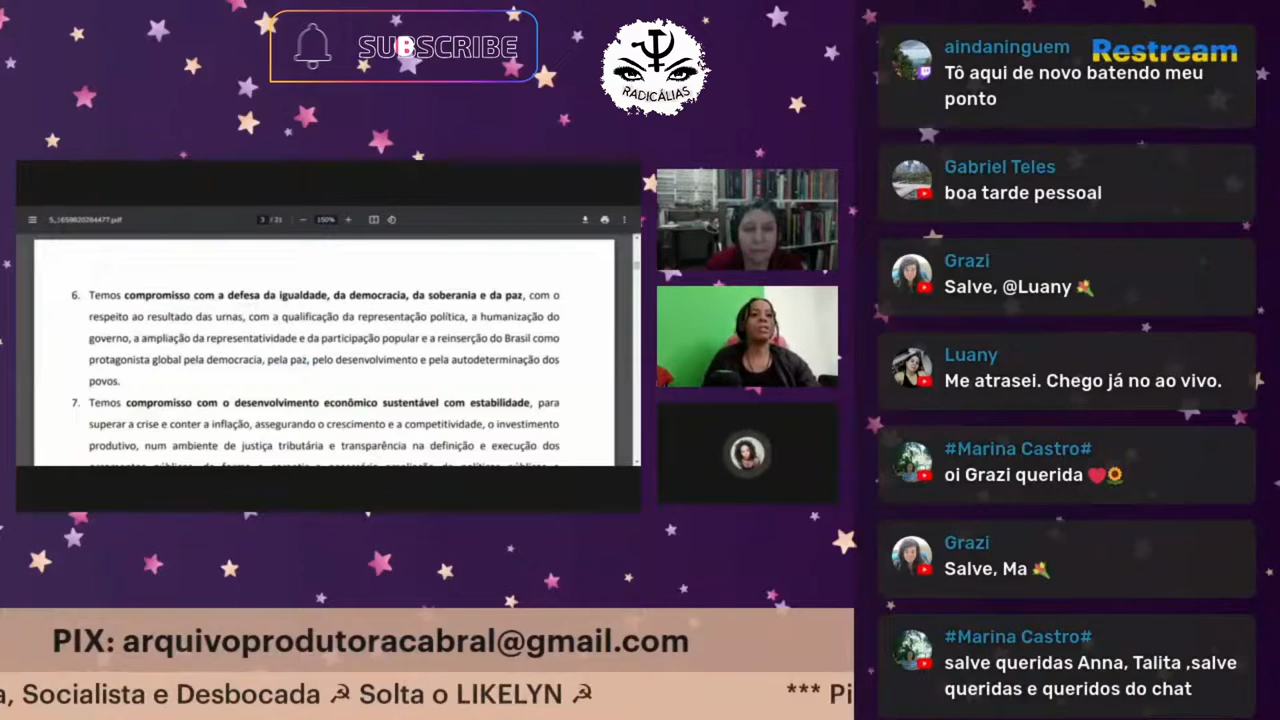 SUBSCRIBE
RADICÁLIAS
5_1659820284477.pdf
3 / 21
150%
6. Temos compromisso com a defesa da igualdade, da democracia, da soberania e da paz, com o
respeito ao resultado das urnas, com a qualificação da representação política, a humanização do
governo, a ampliação da representatividade e da participação popular e a reinserção do Brasil como
protagonista global pela democracia, pela paz, pelo desenvolvimento e pela autodeterminação dos
povos.
7. Temos compromisso com o desenvolvimento econômico sustentável com estabilidade, para
superar a crise e conter a inflação, assegurando o crescimento e a competitividade, o investimento
produtivo, num ambiente de justiça tributária e transparência na definição e execução dos
PIX: arquivoprodutoracabral@gmail.com
a, Socialista e Desbocada ☭ Solta o LIKELYN ☭ *** Pi
Restream
aindaninguem
Tô aqui de novo batendo meu
ponto
Gabriel Teles
boa tarde pessoal
Grazi
Salve, @Luany 💐
Luany
Me atrasei. Chego já no ao vivo.
#Marina Castro#
oi Grazi querida ❤️🌻
Grazi
Salve, Ma 💐
#Marina Castro#
salve queridas Anna, Talita ,salve
queridas e queridos do chat